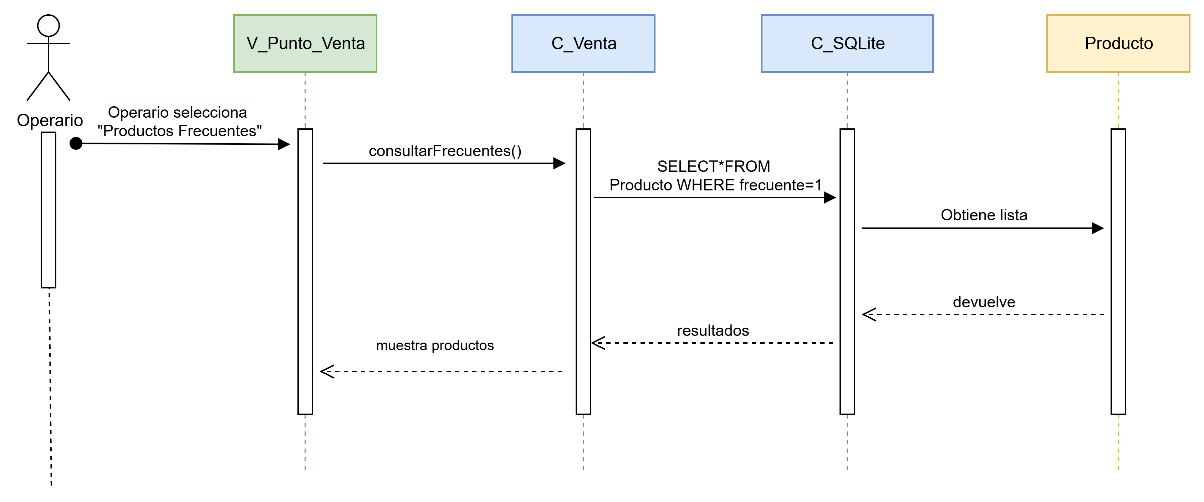 V_Punto_Venta
C_Venta
C_SQLite
Producto
Operario
Operario selecciona
"Productos Frecuentes"
consultarFrecuentes()
SELECT*FROM
Producto WHERE frecuente=1
Obtiene lista
devuelve
resultados
muestra productos